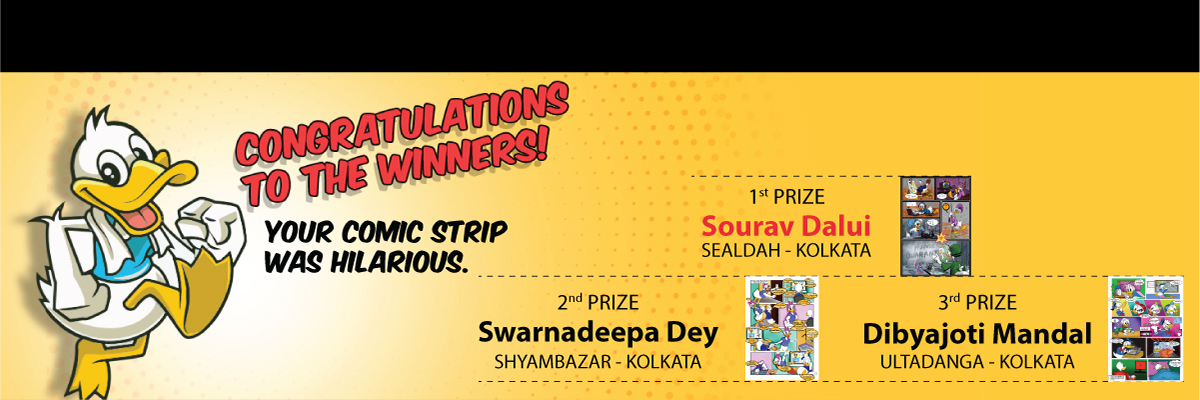 CONGRATULATIONS
TO THE WINNERS!
YOUR COMIC STRIP
WAS HILARIOUS.
1st PRIZE
Sourav Dalui
SEALDAH - KOLKATA
2nd PRIZE
Swarnadeepa Dey
SHYAMBAZAR - KOLKATA
3rd PRIZE
Dibyajoti Mandal
ULTADANGA - KOLKATA